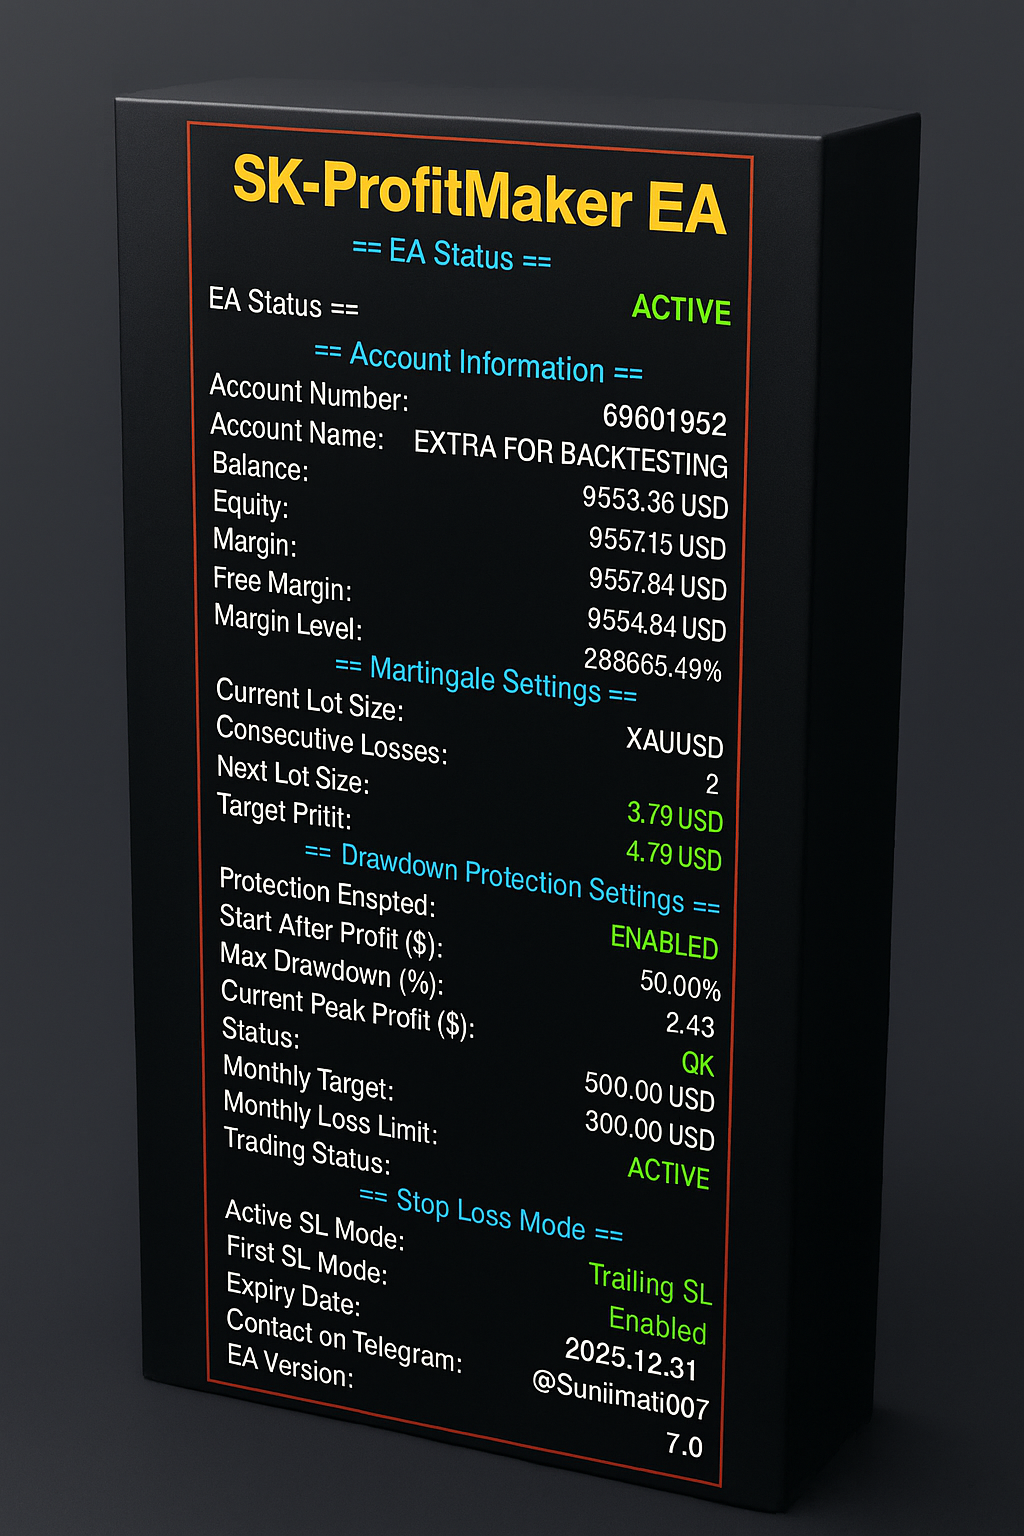 SK-ProfitMaker EA
== EA Status ==
EA Status == ACTIVE
== Account Information ==
Account Number: 69601952
Account Name: EXTRA FOR BACKTESTING
Balance: 9553.36 USD
Equity: 9557.15 USD
Margin: 9557.84 USD
Free Margin: 9554.84 USD
Margin Level: 288665.49%
== Martingale Settings ==
Current Lot Size: XAUUSD
Consecutive Losses: 2
Next Lot Size: 3.79 USD
Target Pritit: 4.79 USD
== Drawdown Protection Settings ==
Protection Enspted: ENABLED
Start After Profit ($): 50.00%
Max Drawdown (%): 2.43
Current Peak Profit ($): QK
Status: 500.00 USD
Monthly Target: 300.00 USD
Monthly Loss Limit: ACTIVE
Trading Status:
== Stop Loss Mode ==
Active SL Mode: Trailing SL
First SL Mode: Enabled
Expiry Date: 2025.12.31
Contact on Telegram: @Suniimati007
EA Version: 7.0